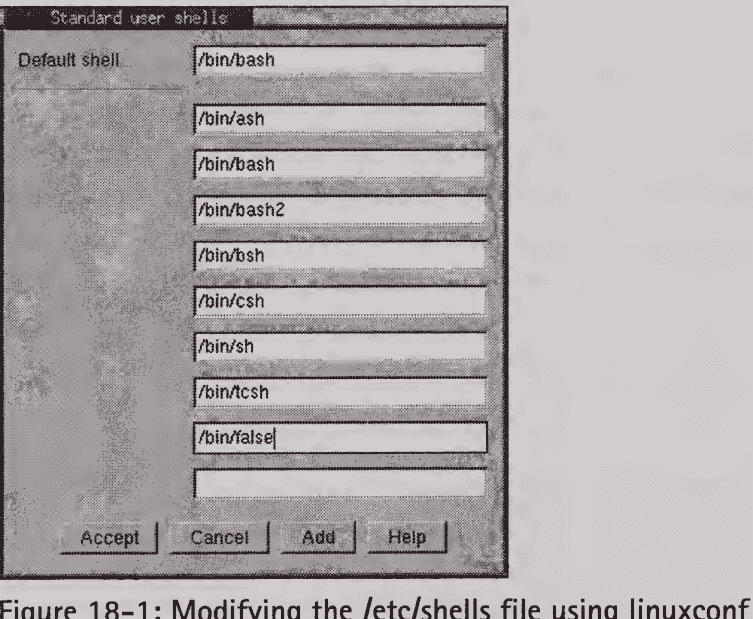 Standard user shells
Default shell /bin/bash
/bin/ash
/bin/bash
/bin/bash2
/bin/bsh
/bin/csh
/bin/sh
/bin/tcsh
/bin/false
Accept Cancel Add Help
Figure 18-1: Modifying the /etc/shells file using linuxconf